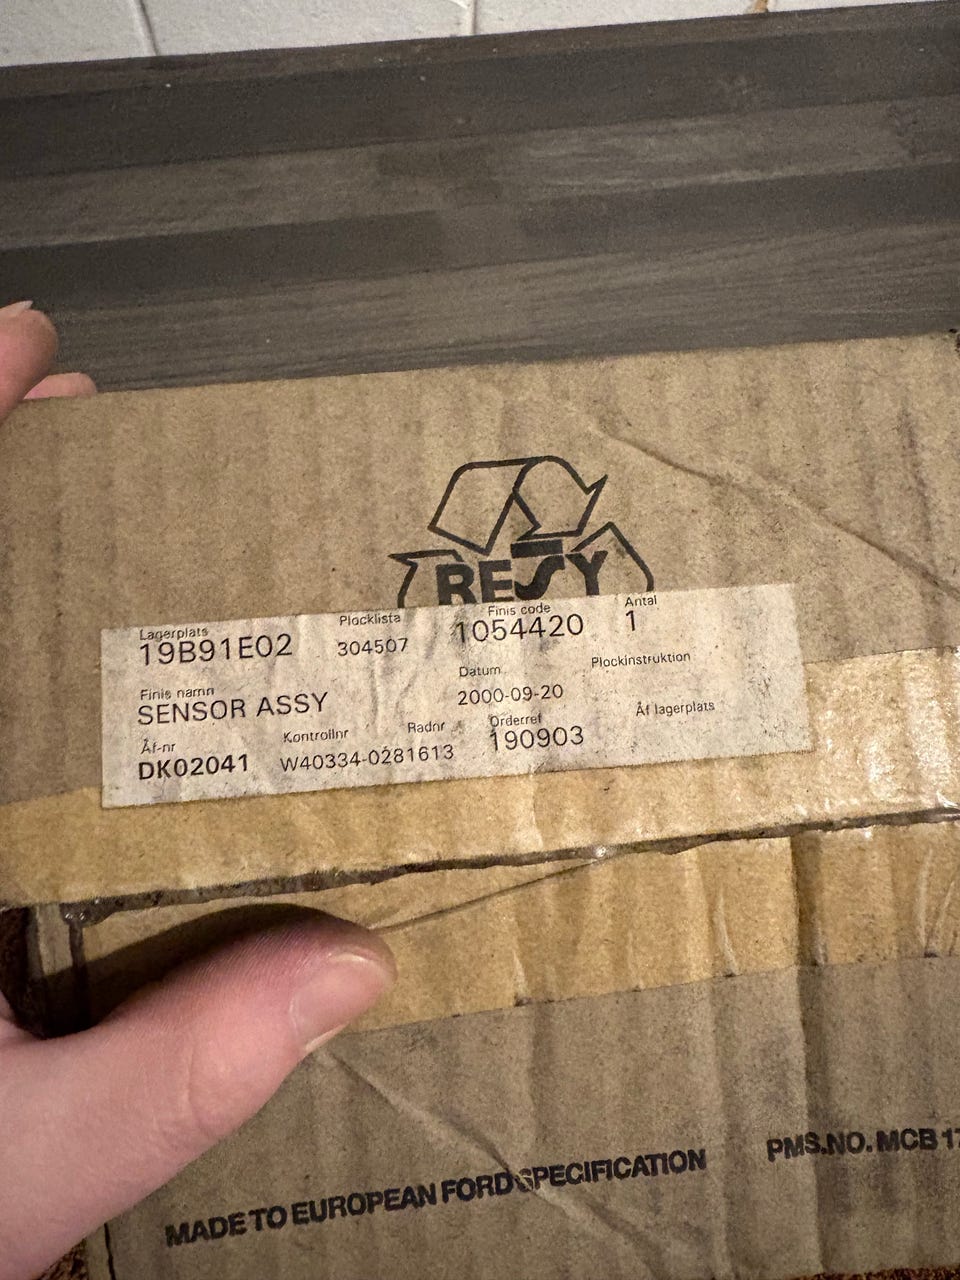 RESY
Lagerplats Plocklista Finis code Antal
19B91E02 304507 1054420 1
Finis namn Datum Plockinstruktion
SENSOR ASSY 2000-09-20
Åf-nr Kontrollnr Radnr Orderref Åf lagerplats
DK02041 W40334-0281613 190903
MADE TO EUROPEAN FORD SPECIFICATION PMS.NO. MCB 17